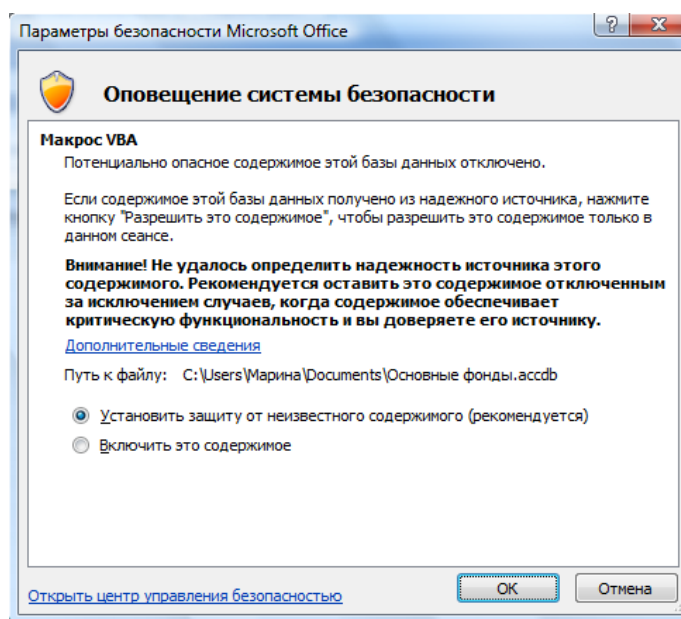 Параметры безопасности Microsoft Office
Оповещение системы безопасности
Макрос VBA
Потенциально опасное содержимое этой базы данных отключено.
Если содержимое этой базы данных получено из надежного источника, нажмите
кнопку "Разрешить это содержимое", чтобы разрешить это содержимое только в
данном сеансе.
Внимание! Не удалось определить надежность источника этого
содержимого. Рекомендуется оставить это содержимое отключенным
за исключением случаев, когда содержимое обеспечивает
критическую функциональность и вы доверяете его источнику.
Дополнительные сведения
Путь к файлу: C:\Users\Марина\Documents\Основные фонды.accdb
Установить защиту от неизвестного содержимого (рекомендуется)
Включить это содержимое
Открыть центр управления безопасностью
ОК
Отмена